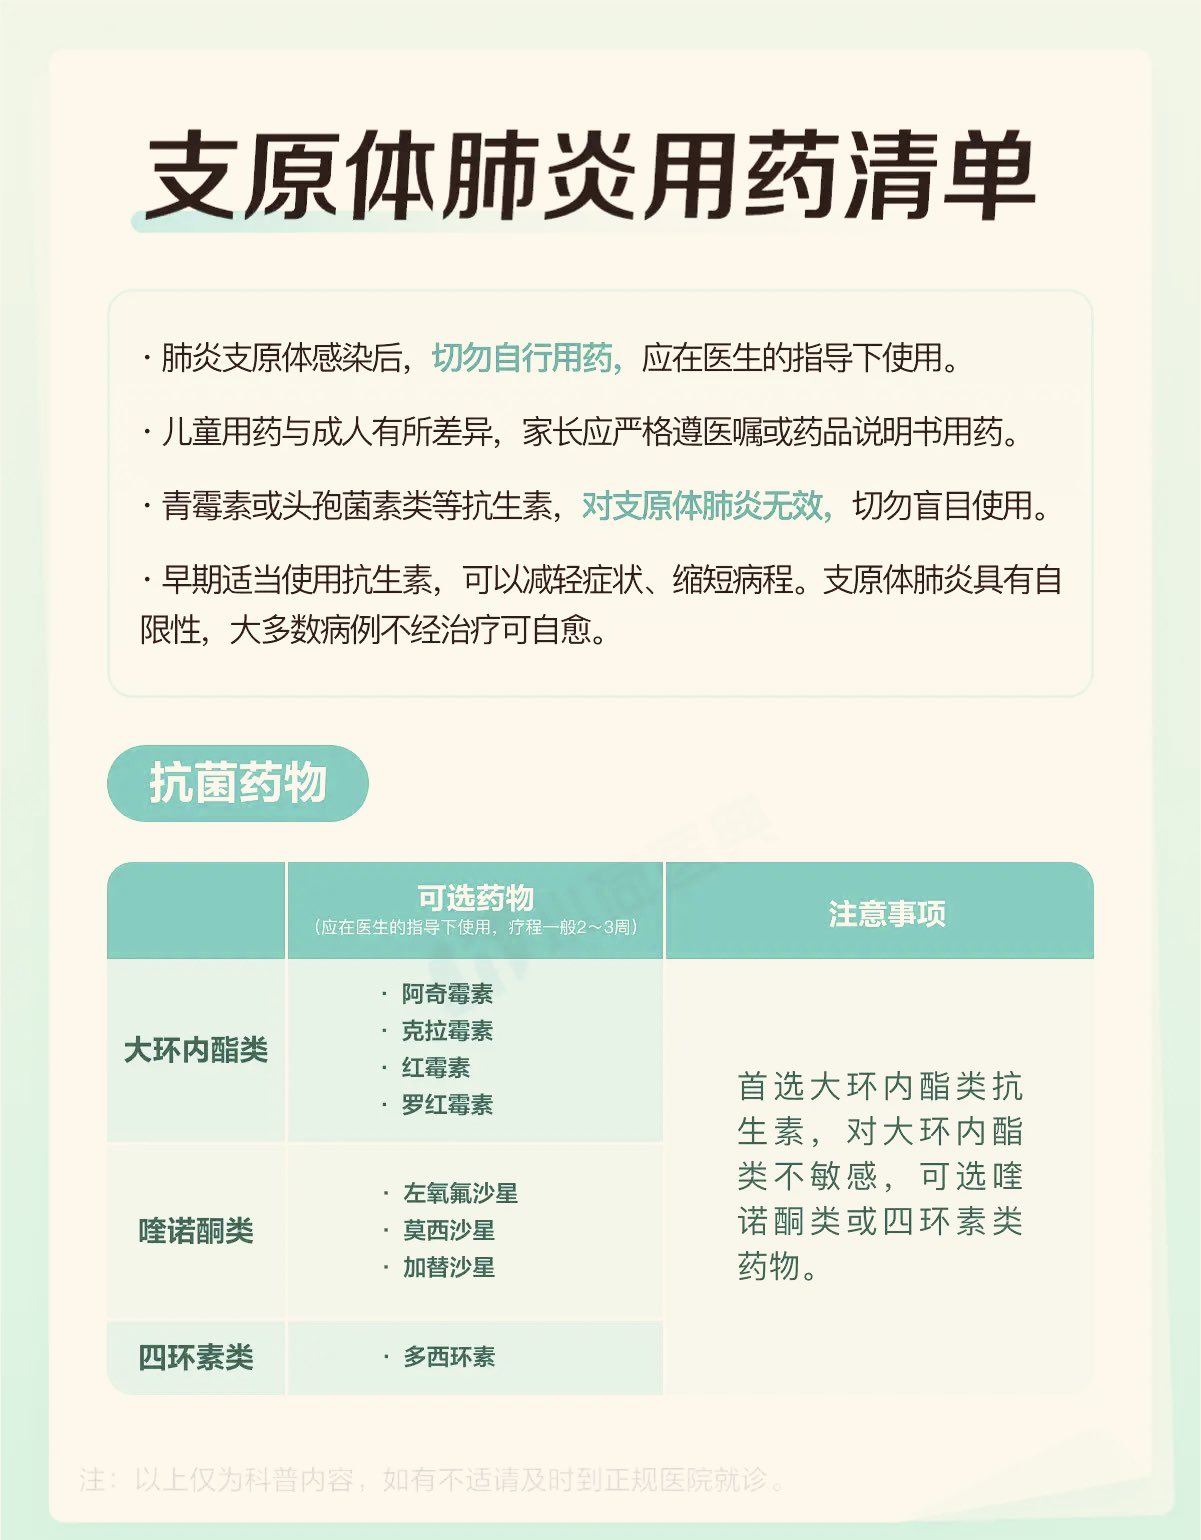 支原体肺炎用药清单
· 肺炎支原体感染后，切勿自行用药，应在医生的指导下使用。
· 儿童用药与成人有所差异，家长应严格遵医嘱或药品说明书用药。
· 青霉素或头孢菌素类等抗生素，对支原体肺炎无效，切勿盲目使用。
· 早期适当使用抗生素，可以减轻症状、缩短病程。支原体肺炎具有自
限性，大多数病例不经治疗可自愈。
抗菌药物
可选药物
（应在医生的指导下使用，疗程一般2～3周）
注意事项
大环内酯类
· 阿奇霉素
· 克拉霉素
· 红霉素
· 罗红霉素
喹诺酮类
· 左氧氟沙星
· 莫西沙星
· 加替沙星
四环素类
· 多西环素
首选大环内酯类抗
生素，对大环内酯
类不敏感，可选喹
诺酮类或四环素类
药物。
注：以上仅为科普内容，如有不适请及时到正规医院就诊。